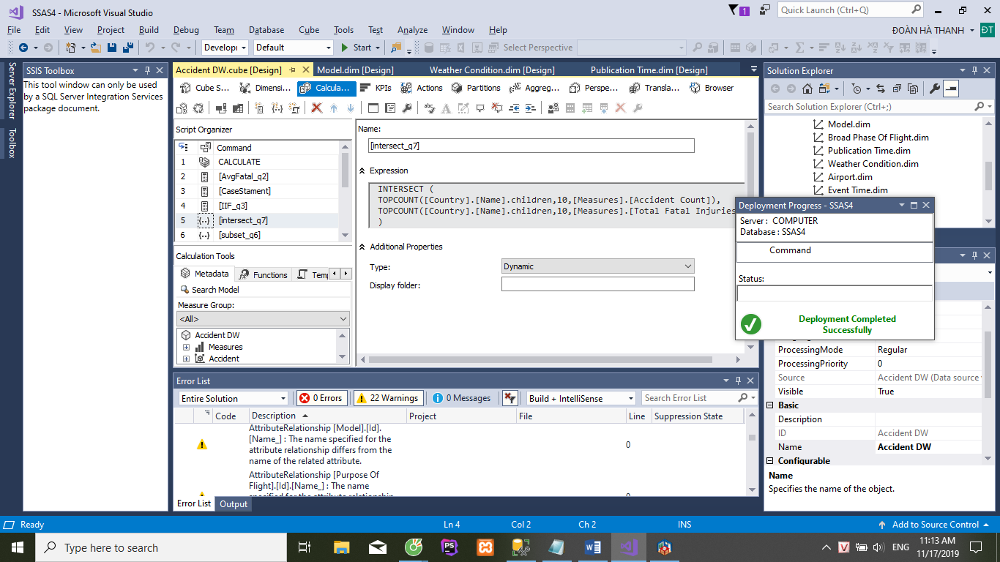 SSAS4 - Microsoft Visual Studio
1
Quick Launch (Ctrl+Q)
File Edit View Project Build Debug Team Database Cube Tools Test Analyze Window Help
ĐOÀN HÀ THANH
ĐT
Develop Default Start Select Perspective
Server Explorer
Toolbox
SSIS Toolbox
This tool window can only be used
by a SQL Server Integration Services
package document.
Accident DW.cube [Design] Model.dim [Design] Weather Condition.dim [Design] Publication Time.dim [Design]
Cube S... Dimensi... Calcula... KPIs Actions Partitions Aggreg... Perspe... Transla... Browser
Script Organizer
Command
1 CALCULATE
2 [AvgFatal_q2]
3 [CaseStament]
4 [IIF_q3]
5 [intersect_q7]
6 [subset_q6]
Calculation Tools
Metadata Functions Temp
Search Model
Measure Group:
<All>
Accident DW
Measures
Accident
Name:
[intersect_q7]
Expression
INTERSECT (
TOPCOUNT([Country].[Name].children,10,[Measures].[Accident Count]),
TOPCOUNT([Country].[Name].children,10,[Measures].[Total Fatal Injuries
)
Additional Properties
Type: Dynamic
Display folder:
Error List
Entire Solution 0 Errors 22 Warnings 0 Messages Build + IntelliSense Search Error List
Code Description Project File Line Suppression State
AttributeRelationship [Model].[Id].
[Name_] : The name specified for the
attribute relationship differs from the
name of the related attribute.
0
AttributeRelationship [Purpose Of
Flight].[Id].[Name_] : The name
specified for the attribute relationship
0
Error List Output
Solution Explorer
Search Solution Explorer (Ctrl+;)
Model.dim
Broad Phase Of Flight.dim
Publication Time.dim
Weather Condition.dim
Airport.dim
Event Time.dim
Deployment Progress - SSAS4
Server : COMPUTER
Database : SSAS4
Command
Status:
Deployment Completed
Successfully
ProcessingMode Regular
ProcessingPriority 0
Source Accident DW (Data source
Visible True
Basic
Description
ID Accident DW
Name Accident DW
Configurable
Name
Specifies the name of the object.
Ready Ln 4 Col 2 Ch 2 INS Add to Source Control
Type here to search
PS
ENG
11:13 AM
11/17/2019